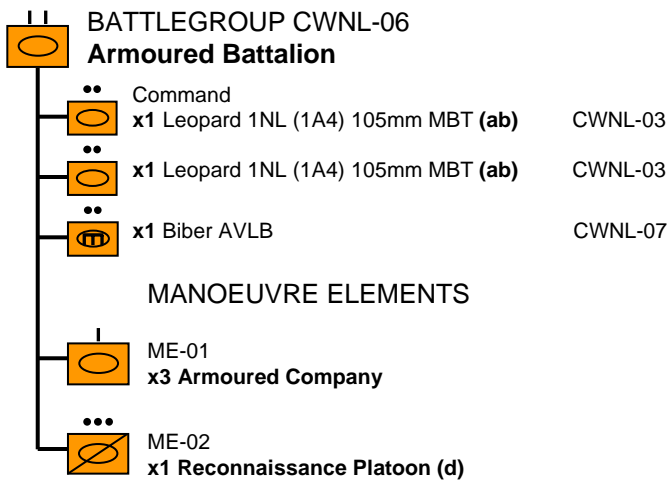 BATTLEGROUP CWNL-06
Armoured Battalion
Command
x1 Leopard 1NL (1A4) 105mm MBT (ab) CWNL-03
x1 Leopard 1NL (1A4) 105mm MBT (ab) CWNL-03
x1 Biber AVLB CWNL-07
MANOEUVRE ELEMENTS
ME-01
x3 Armoured Company
ME-02
x1 Reconnaissance Platoon (d)